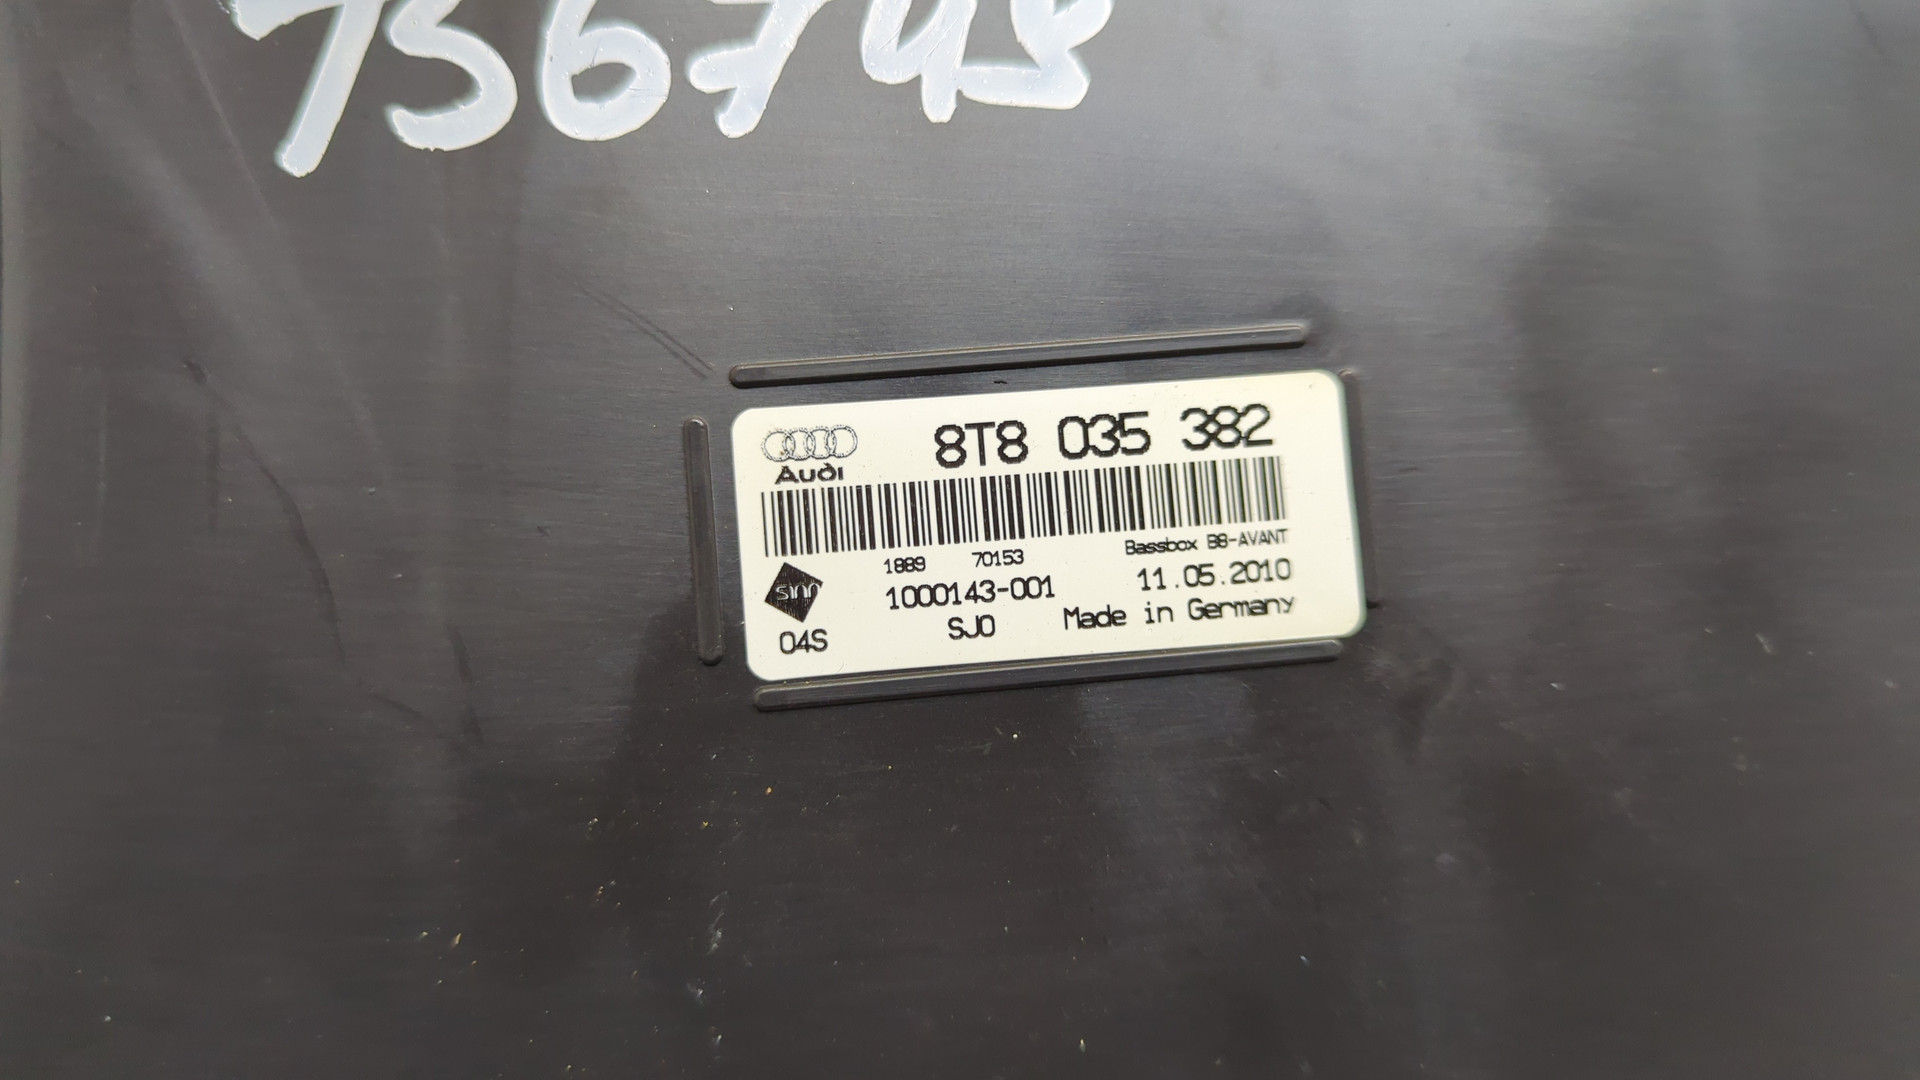 736748
Audi
8T8 035 382
1889 70153
Bassbox B8-AVANT
1000143-001
11.05.2010
04S
SJ0
Made in Germany